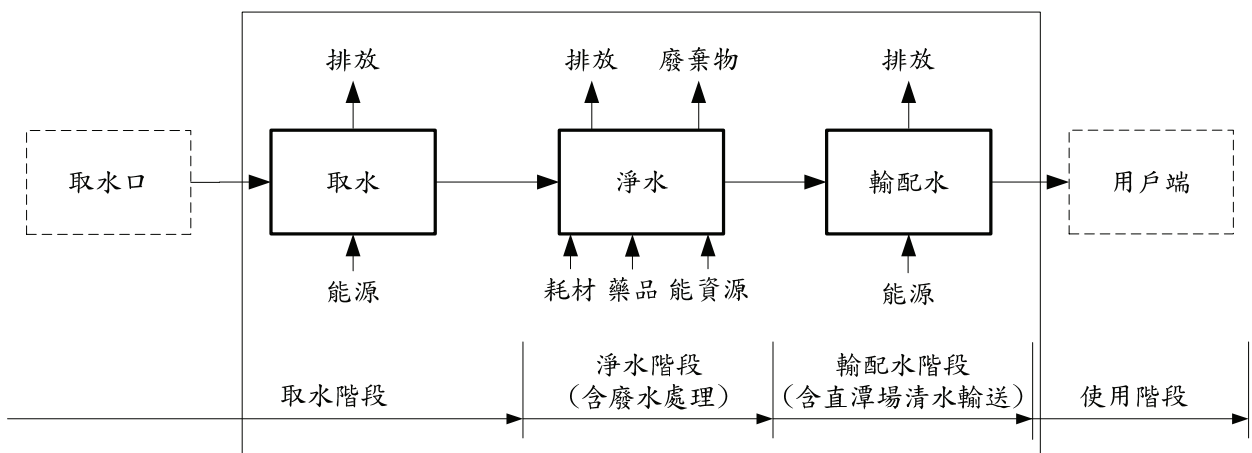 排放
排放
廢棄物
排放
取水口
取水
淨水
輸配水
用戶端
能源
耗材
藥品
能資源
能源
取水階段
淨水階段
(含廢水處理)
輸配水階段
(含直潭場清水輸送)
使用階段